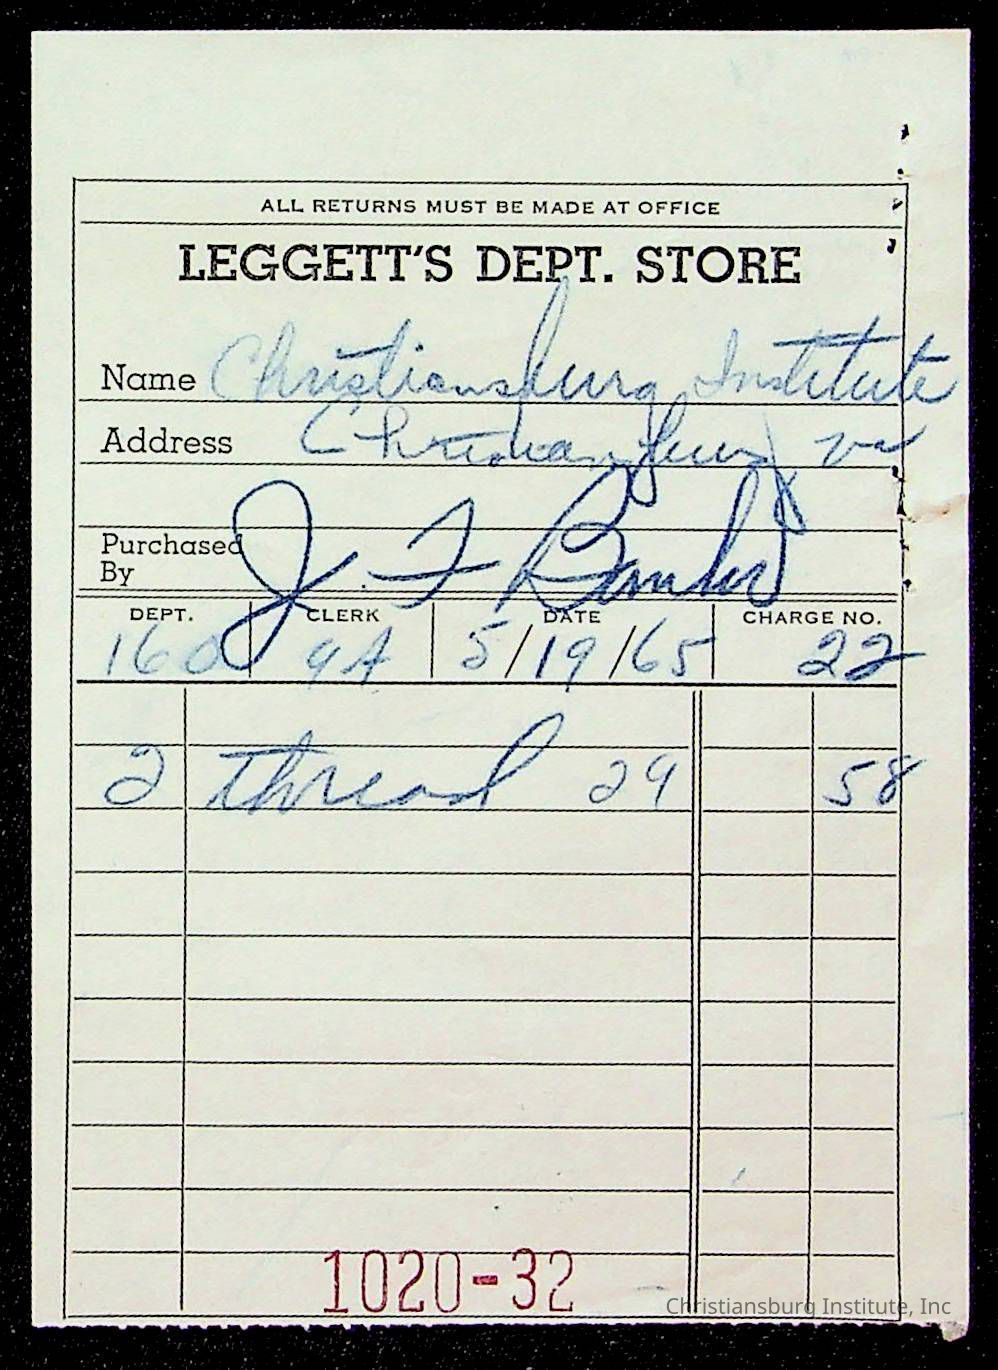 ALL RETURNS MUST BE MADE AT OFFICE
LEGGETT'S DEPT. STORE
Name Christiansburg Institute
Address Christiansburg va
Purchased By J. F. Banks
DEPT. CLERK DATE CHARGE NO.
160 9A 5/19/65 22
2 thread 29 58
1020-32
Christiansburg Institute, Inc